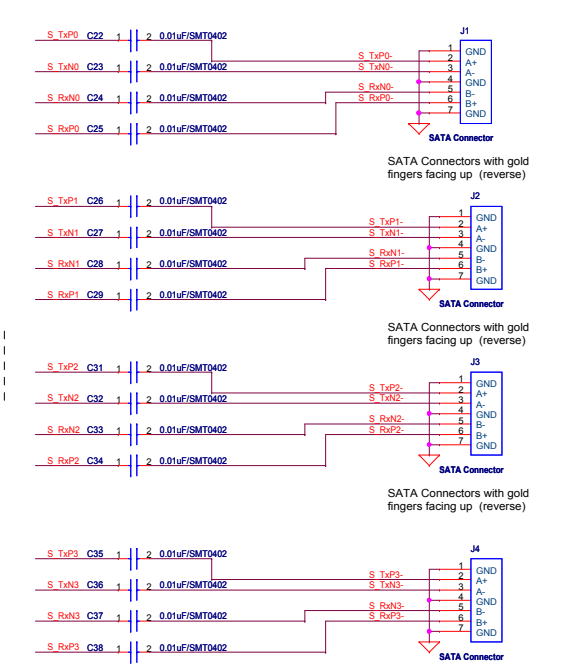 J1
S_TxP0 C22 1 2 0.01uF/SMT0402
1 GND
S_TxP0- 2 A+
S_TxN0 C23 1 2 0.01uF/SMT0402 S_TxN0- 3 A-
4 GND
S_RxN0- 5 B-
S_RxN0 C24 1 2 0.01uF/SMT0402 S_RxP0- 6 B+
7 GND
S_RxP0 C25 1 2 0.01uF/SMT0402
SATA Connector
SATA Connectors with gold
fingers facing up (reverse)
J2
S_TxP1 C26 1 2 0.01uF/SMT0402
1 GND
S_TxP1- 2 A+
S_TxN1 C27 1 2 0.01uF/SMT0402 S_TxN1- 3 A-
4 GND
S_RxN1- 5 B-
S_RxN1 C28 1 2 0.01uF/SMT0402 S_RxP1- 6 B+
7 GND
S_RxP1 C29 1 2 0.01uF/SMT0402
SATA Connector
SATA Connectors with gold
fingers facing up (reverse)
J3
S_TxP2 C31 1 2 0.01uF/SMT0402
1 GND
S_TxP2- 2 A+
S_TxN2 C32 1 2 0.01uF/SMT0402 S_TxN2- 3 A-
4 GND
S_RxN2- 5 B-
S_RxN2 C33 1 2 0.01uF/SMT0402 S_RxP2- 6 B+
7 GND
S_RxP2 C34 1 2 0.01uF/SMT0402
SATA Connector
SATA Connectors with gold
fingers facing up (reverse)
J4
S_TxP3 C35 1 2 0.01uF/SMT0402
1 GND
S_TxP3- 2 A+
S_TxN3 C36 1 2 0.01uF/SMT0402 S_TxN3- 3 A-
4 GND
S_RxN3- 5 B-
S_RxN3 C37 1 2 0.01uF/SMT0402 S_RxP3- 6 B+
7 GND
S_RxP3 C38 1 2 0.01uF/SMT0402
SATA Connector